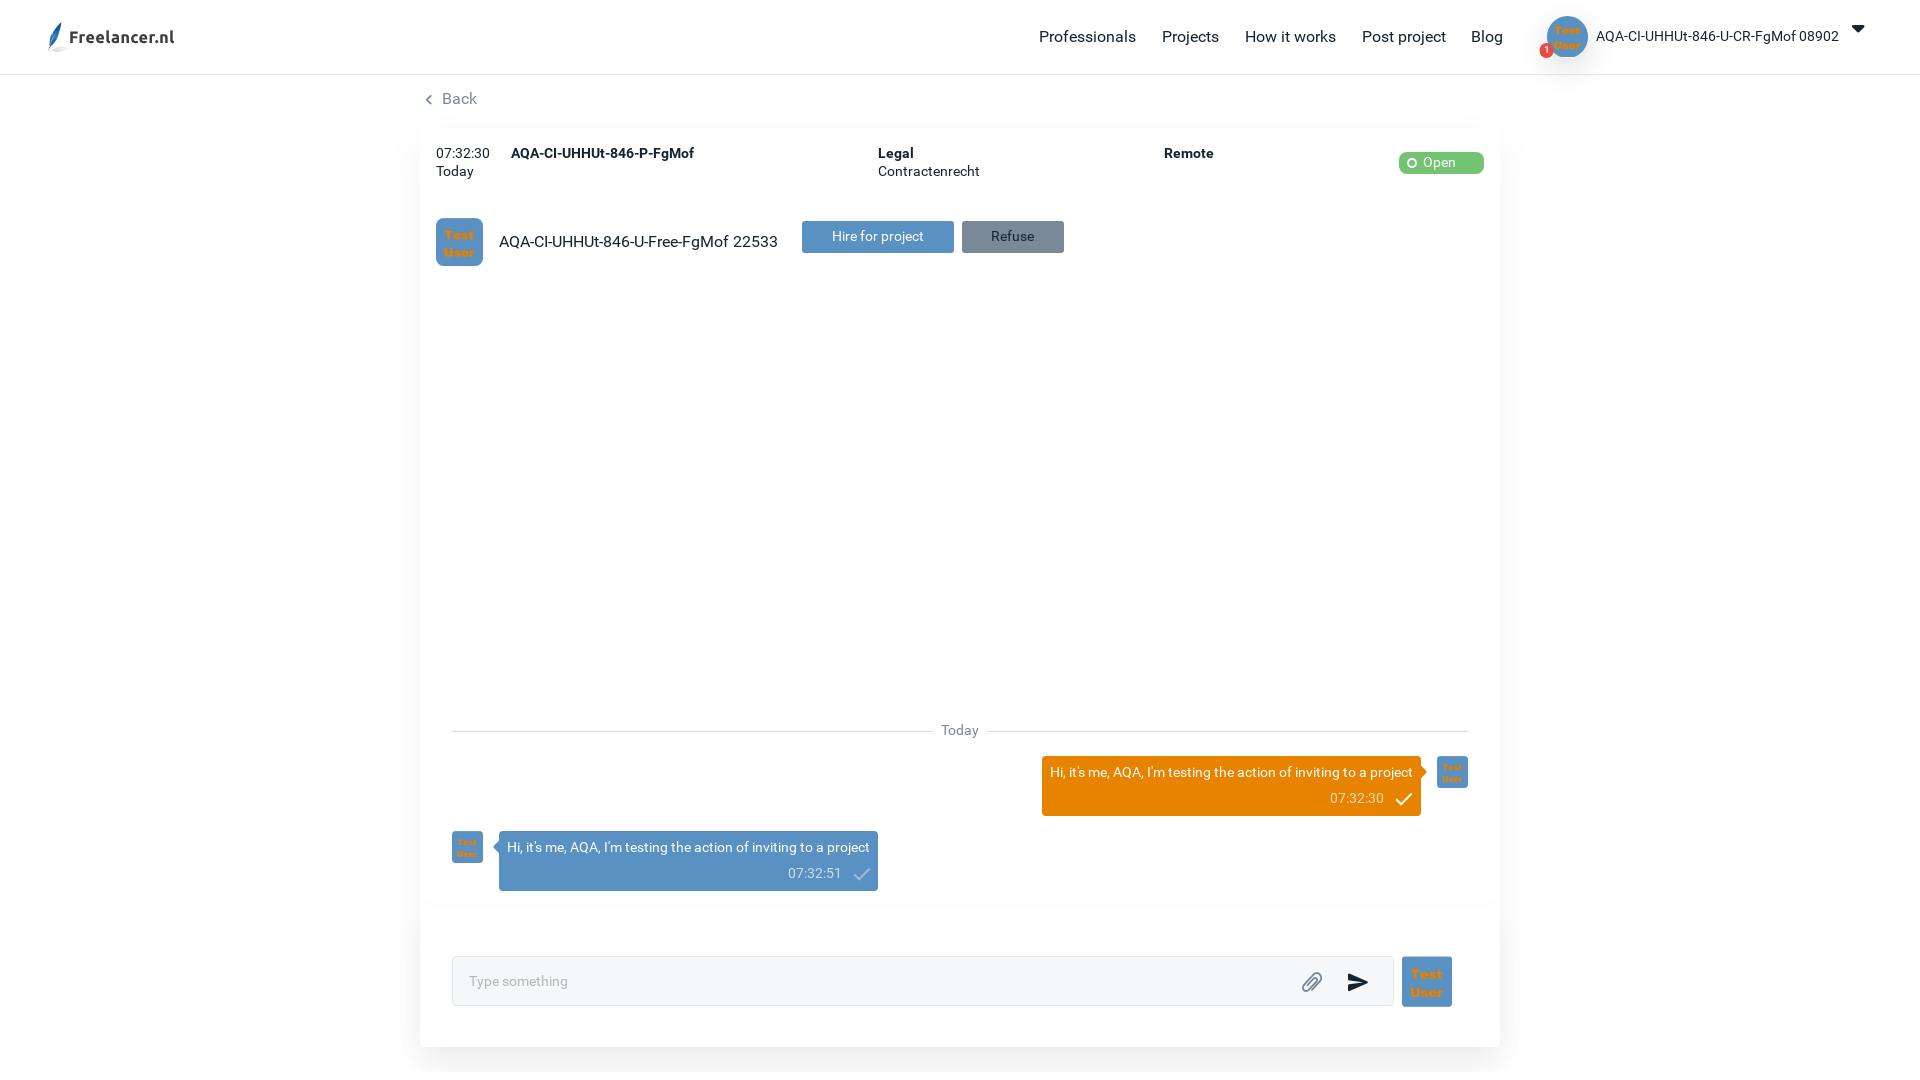 Freelancer.nl
Professionals
Projects
How it works
Post project
Blog
Test
User
1
AQA-CI-UHHUt-846-U-CR-FgMof 08902
Back
07:32:30
Today
AQA-CI-UHHUt-846-P-FgMof
Legal
Contractenrecht
Remote
Open
Test
User
AQA-CI-UHHUt-846-U-Free-FgMof 22533
Hire for project
Refuse
Today
Hi, it's me, AQA, I'm testing the action of inviting to a project
07:32:30
Test
User
Test
User
Hi, it's me, AQA, I'm testing the action of inviting to a project
07:32:51
Type something
Test
User